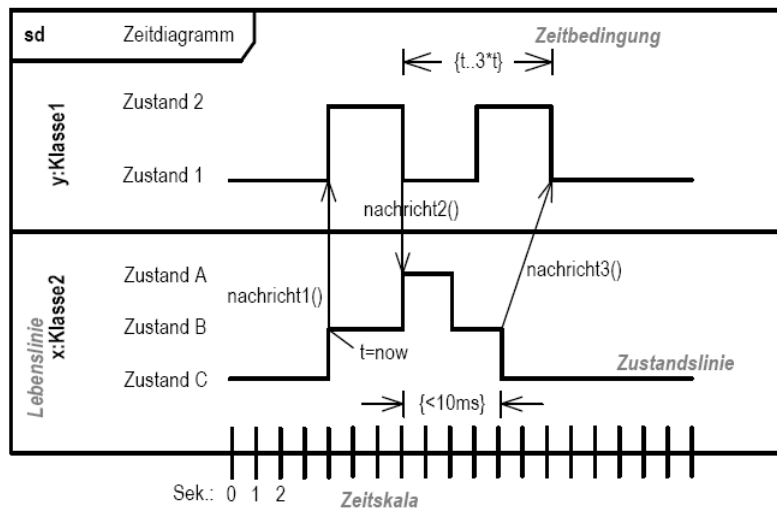 sd Zeitdiagramm
Zeitbedingung
{t..3*t}
y:Klasse1
Zustand 2
Zustand 1
nachricht2()
Lebenslinie
x:Klasse2
Zustand A
nachricht1()
nachricht3()
Zustand B
t=now
Zustand C
Zustandslinie
{<10ms}
Sek.: 0 1 2
Zeitskala